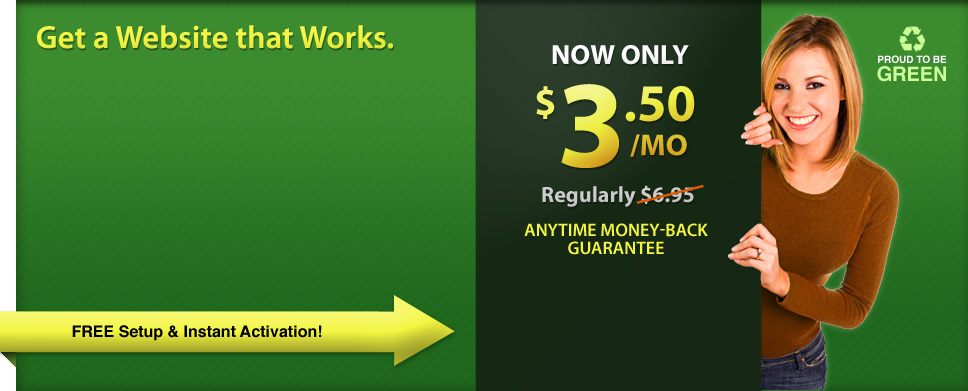 Get a Website that Works.
NOW ONLY
$3.50
/MO
Regularly $6.95
ANYTIME MONEY-BACK
GUARANTEE
PROUD TO BE
GREEN
FREE Setup & Instant Activation!